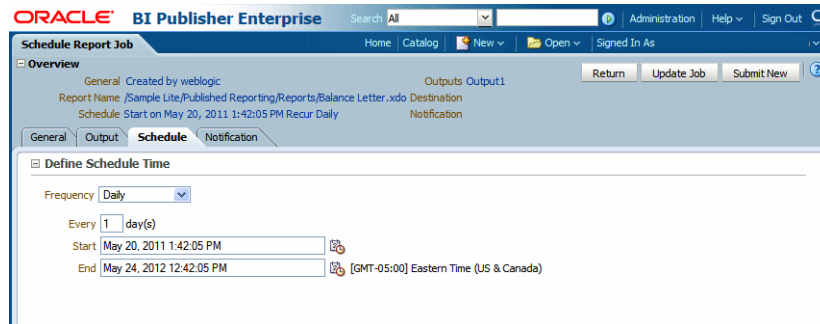 ORACLE BI Publisher Enterprise Search All Administration Help Sign Out
Schedule Report Job Home Catalog New Open Signed In As
Overview
Return Update Job Submit New
General Created by weblogic Outputs Output1
Report Name /Sample Lite/Published Reporting/Reports/Balance Letter.xdo Destination
Schedule Start on May 20, 2011 1:42:05 PM Recur Daily Notification
General Output Schedule Notification
Define Schedule Time
Frequency Daily
Every 1 day(s)
Start May 20, 2011 1:42:05 PM
End May 24, 2012 12:42:05 PM [GMT-05:00] Eastern Time (US & Canada)